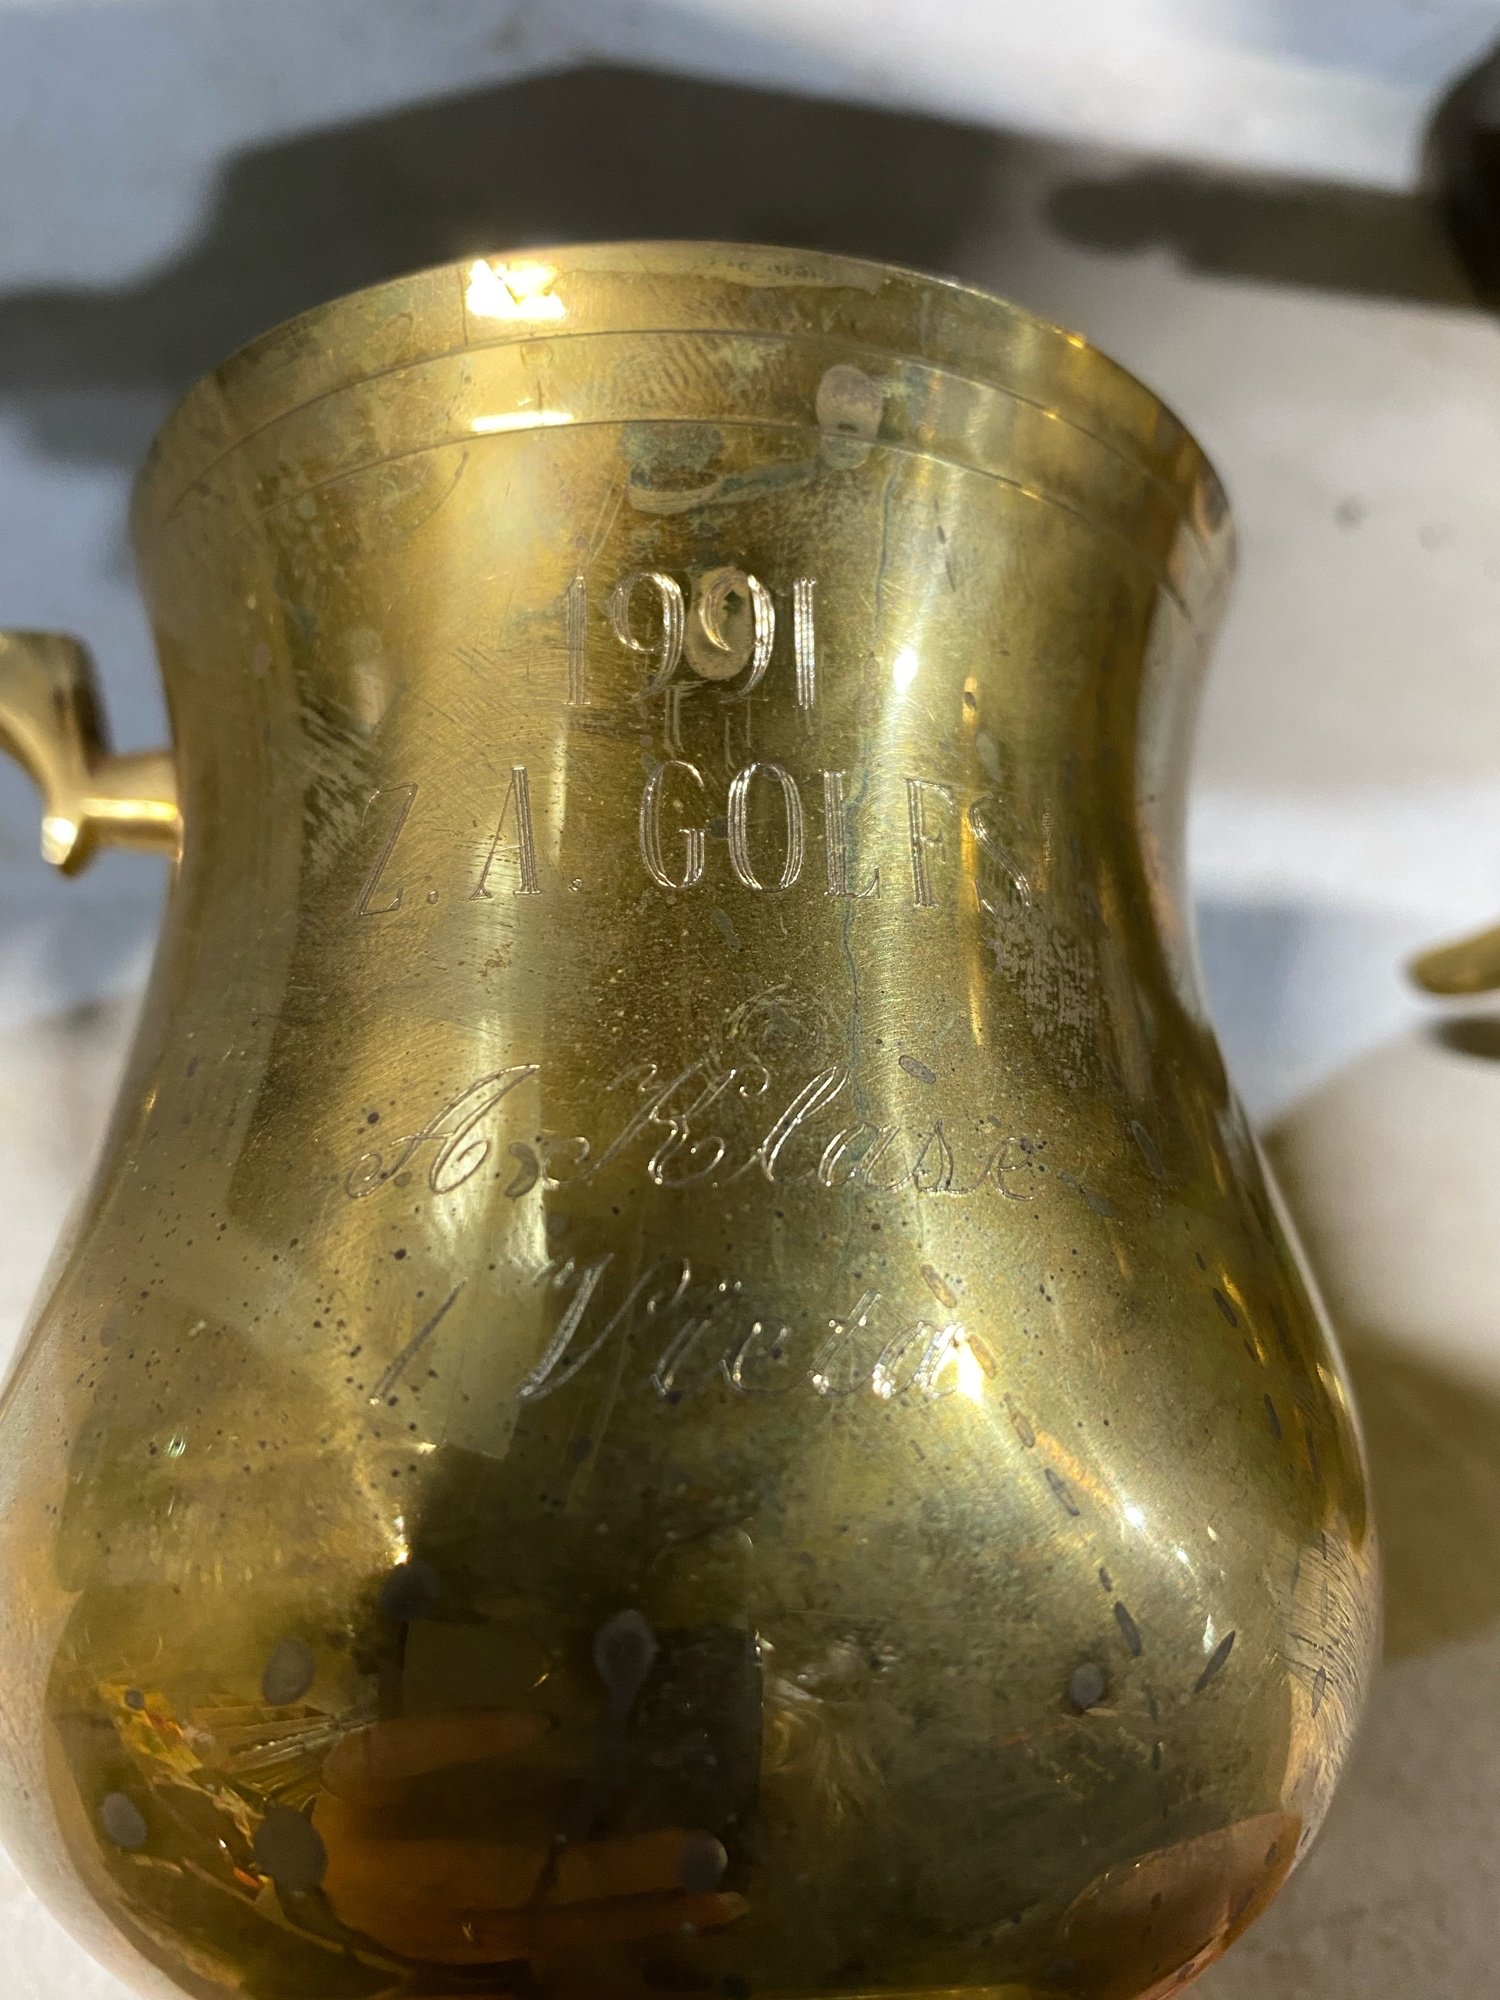 1991
Z.A. GOLFS
A. Klase
1 Vieta